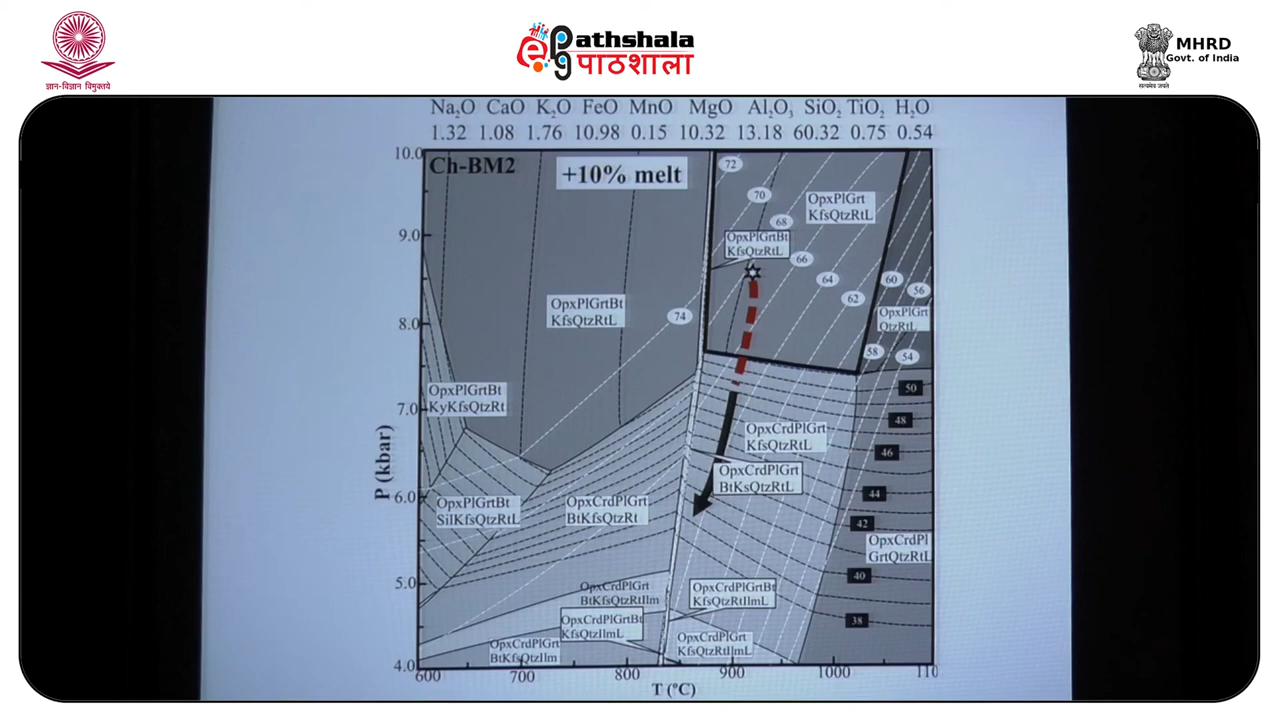 ज्ञान-विज्ञान विमुक्तये
ePG Pathshala
पाठशाला
सत्यमेव जयते
MHRD
Govt. of India
Na₂O CaO K₂O FeO MnO MgO Al₂O₃ SiO₂ TiO₂ H₂O
1.32 1.08 1.76 10.98 0.15 10.32 13.18 60.32 0.75 0.54
Ch-BM2
+10% melt
10.0
9.0
8.0
7.0
6.0
5.0
4.0
P (kbar)
72
70
68
66
64
62
60
56
74
58
54
OpxPlGrt
KfsQtzRtL
OpxPlGrtBt
KfsQtzRtL
OpxPlGrtBt
KfsQtzRtL
OpxPlGrt
QtzRtL
OpxPlGrtBt
KyKfsQtzRt
OpxCrdPlGrt
KfsQtzRtL
OpxCrdPlGrt
BtKsQtzRtL
OpxPlGrtBt
SilKfsQtzRtL
OpxCrdPlGrt
BtKfsQtzRt
OpxCrdPl
GrtQtzRtL
50
48
46
44
42
40
38
OpxCrdPlGrt
BtKfsQtzRtIlm
OpxCrdPlGrtBt
KfsQtzRtIlmL
OpxCrdPlGrtBt
KfsQtzIlmL
OpxCrdPlGrt
BtKfsQtzIlm
OpxCrdPlGrt
KfsQtzRtIlmL
600 700 800 900 1000 110
T (ºC)